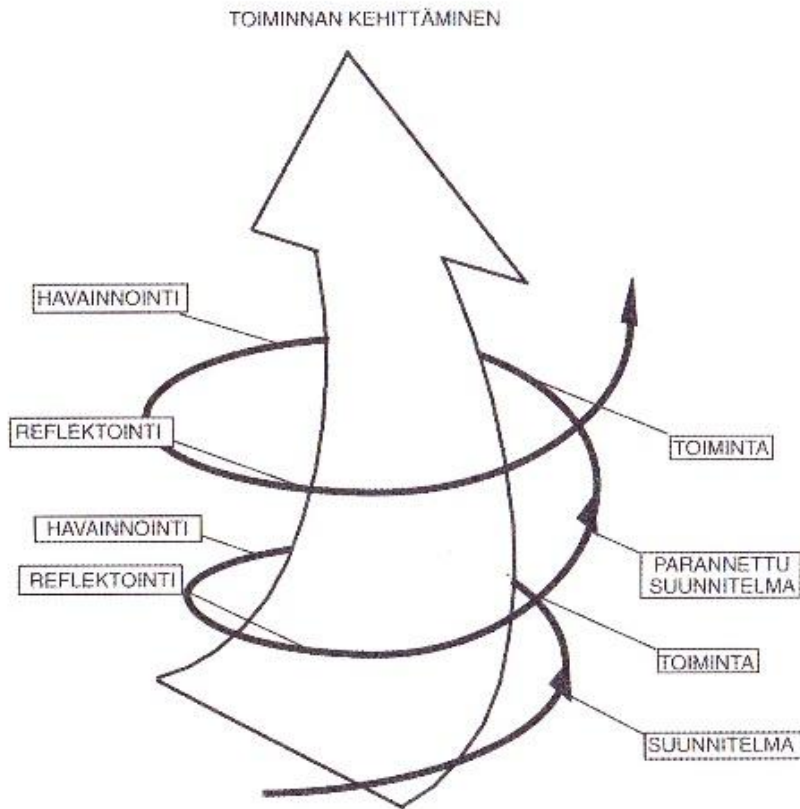 TOIMINNAN KEHITTÄMINEN
HAVAINNOINTI
REFLEKTOINTI
TOIMINTA
HAVAINNOINTI
PARANNETTU
SUUNNITELMA
REFLEKTOINTI
TOIMINTA
SUUNNITELMA